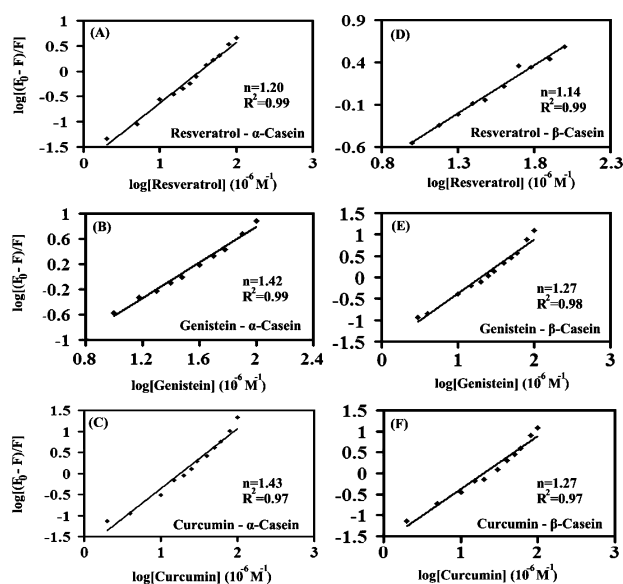 (A)
log[(F₀ - F)/F]
1
0.5
0
-0.5
-1
-1.5
n=1.20
R²=0.99
Resveratrol - α-Casein
0 1 2 3
log[Resveratrol] (10⁻⁶ M⁻¹)
(D)
0.4
-0.1
-0.6
n=1.14
R²=0.99
Resveratrol - β-Casein
0.8 1.3 1.8 2.3
log[Resveratrol] (10⁻⁶ M⁻¹)
(B)
log[(F₀ - F)/F]
1
0.6
0.2
-0.2
-0.6
-1
n=1.42
R²=0.99
Genistein - α-Casein
0.8 1.2 1.6 2 2.4
log[Genistein] (10⁻⁶ M⁻¹)
(E)
1.5
1
0.5
0
-0.5
-1
-1.5
n=1.27
R²=0.98
Genistein - β-Casein
0 1 2 3
log[Genistein] (10⁻⁶ M⁻¹)
(C)
log[(F₀ - F)/F]
1.5
1
0.5
0
-0.5
-1
-1.5
n=1.43
R²=0.97
Curcumin - α-Casein
0 1 2 3
log[Curcumin] (10⁻⁶ M⁻¹)
(F)
1.5
1
0.5
0
-0.5
-1
-1.5
n=1.27
R²=0.97
Curcumin - β-Casein
0 1 2 3
log[Curcumin] (10⁻⁶ M⁻¹)